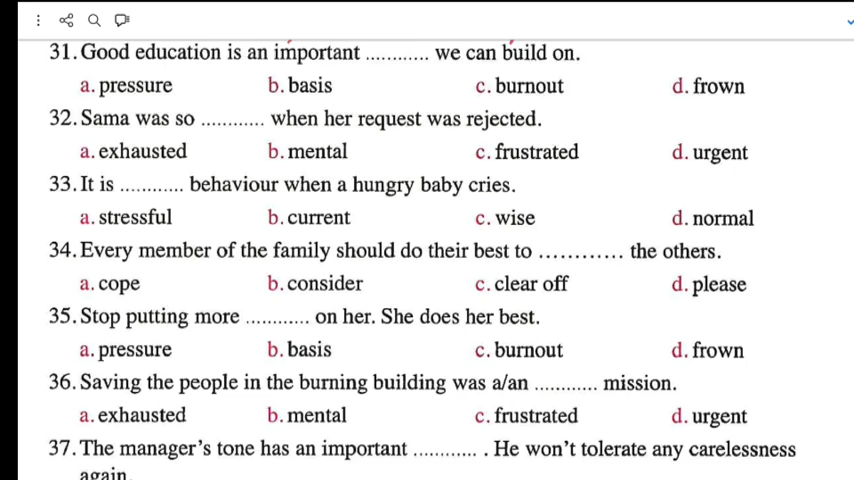 31. Good education is an important ............ we can build on.
a. pressure b. basis c. burnout d. frown
32. Sama was so ............ when her request was rejected.
a. exhausted b. mental c. frustrated d. urgent
33. It is ............ behaviour when a hungry baby cries.
a. stressful b. current c. wise d. normal
34. Every member of the family should do their best to ............ the others.
a. cope b. consider c. clear off d. please
35. Stop putting more ............ on her. She does her best.
a. pressure b. basis c. burnout d. frown
36. Saving the people in the burning building was a/an ............ mission.
a. exhausted b. mental c. frustrated d. urgent
37. The manager's tone has an important ............ . He won't tolerate any carelessness
again.